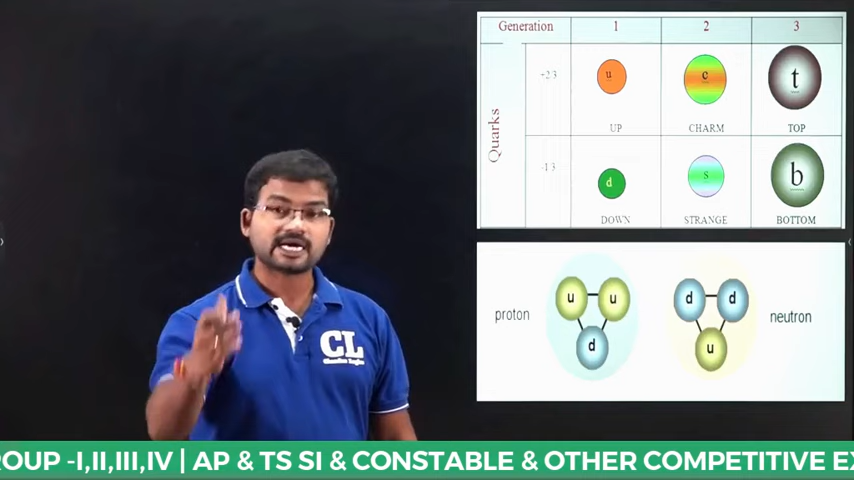 Generation 1 2 3
Quarks
+2/3 u c t
UP CHARM TOP
-1/3 d s b
DOWN STRANGE BOTTOM
proton u u d
d d u neutron
CL
ROUP -I,II,III,IV | AP & TS SI & CONSTABLE & OTHER COMPETITIVE EX